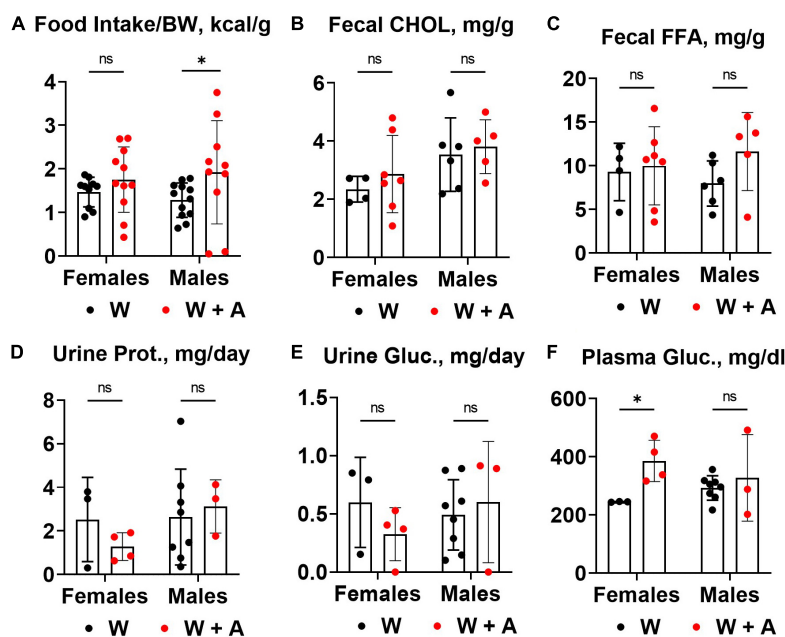 A Food Intake/BW, kcal/g
ns
*
4
3
2
1
0
Females Males
W W + A
B Fecal CHOL, mg/g
ns
ns
6
4
2
0
Females Males
W W + A
C Fecal FFA, mg/g
ns
ns
20
15
10
5
0
Females Males
W W + A
D Urine Prot., mg/day
ns
ns
8
6
4
2
0
Females Males
W W + A
E Urine Gluc., mg/day
ns
ns
1.5
1.0
0.5
0.0
Females Males
W W + A
F Plasma Gluc., mg/dl
*
ns
600
400
200
0
Females Males
W W + A